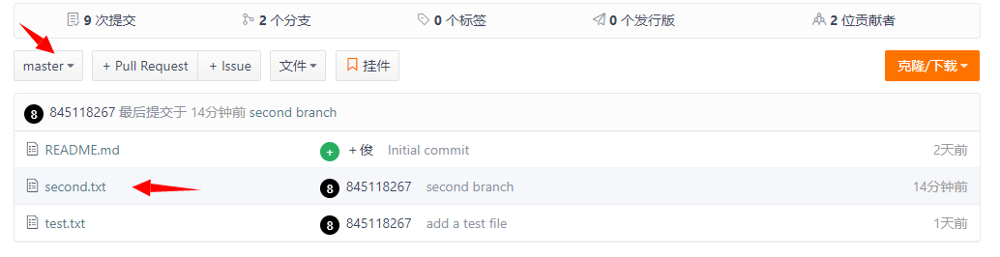 9 次提交 2 个分支 0 个标签 0 个发行版 2 位贡献者
master + Pull Request + Issue 文件 挂件 克隆/下载
8 845118267 最后提交于 14分钟前 second branch
README.md + +俊 Initial commit 2天前
second.txt 8 845118267 second branch 14分钟前
test.txt 8 845118267 add a test file 1天前